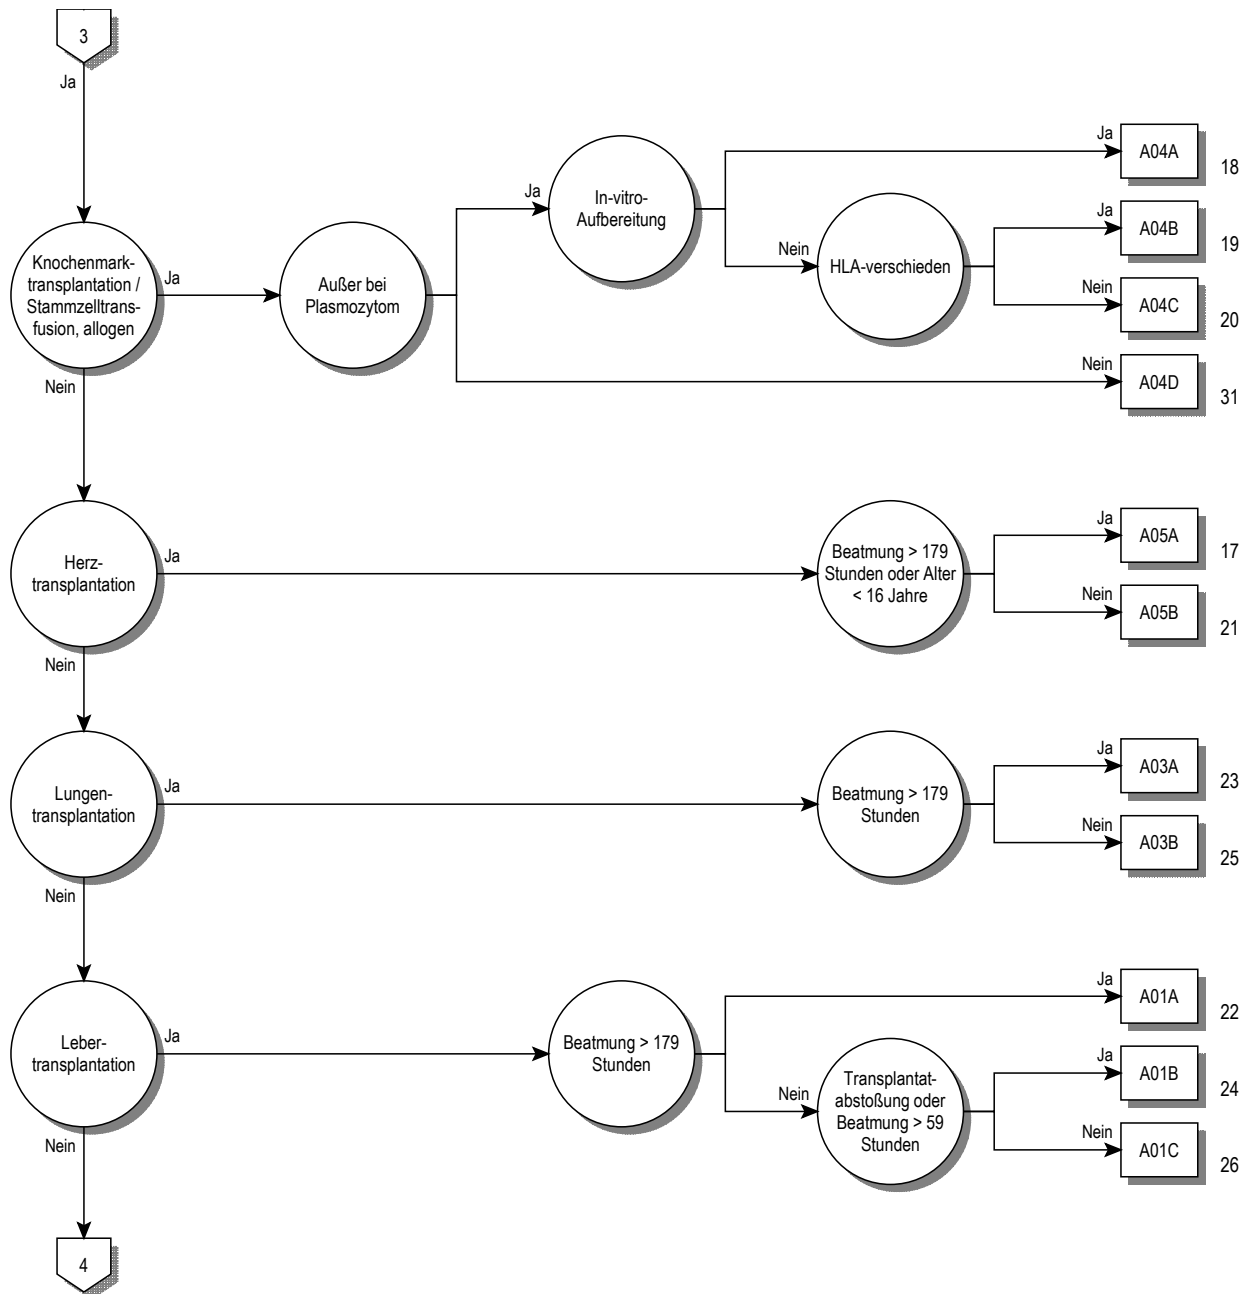 3
Ja
Ja
A04A
18
Ja
In-vitro-
Aufbereitung
Ja
A04B
19
Nein
HLA-verschieden
Knochenmark-
transplantation /
Stammzelltrans-
fusion, allogen
Ja
Außer bei
Plasmozytom
Nein
A04C
20
Nein
Nein
A04D
31
Ja
A05A
17
Herz-
transplantation
Ja
Beatmung > 179
Stunden oder Alter
< 16 Jahre
Nein
A05B
21
Nein
Ja
A03A
23
Lungen-
transplantation
Ja
Beatmung > 179
Stunden
Nein
A03B
25
Nein
Ja
A01A
22
Leber-
transplantation
Ja
Beatmung > 179
Stunden
Ja
A01B
24
Nein
Transplantat-
abstoßung oder
Beatmung > 59
Stunden
Nein
A01C
26
Nein
4